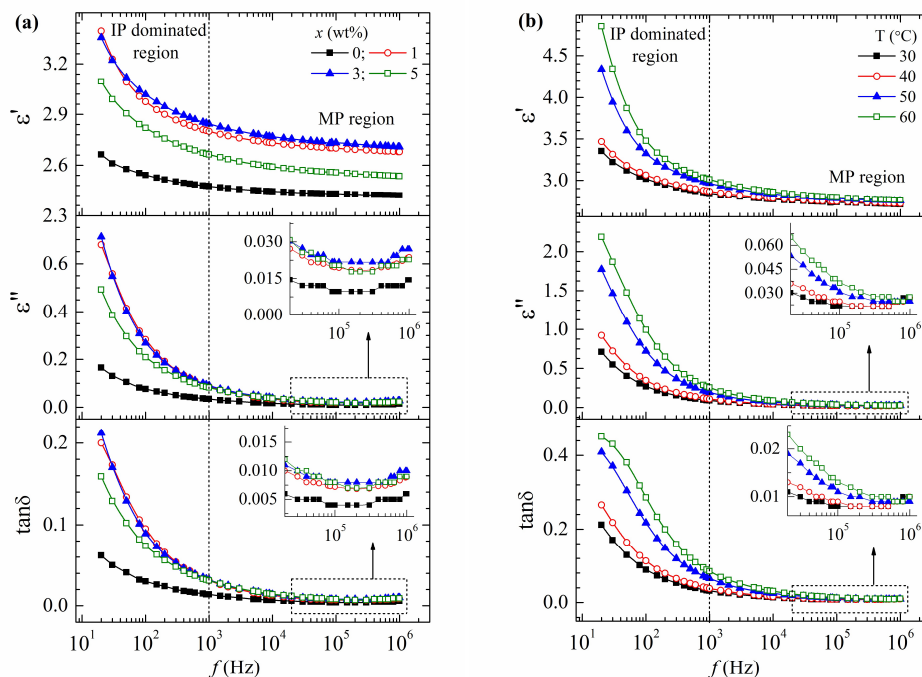 (a)
IP dominated
region
x (wt%)
0; 1
3; 5
MP region
ε'
3.4
3.2
2.9
2.6
2.3
ε''
0.6
0.4
0.2
0.0
0.030
0.015
0.000
10⁵ 10⁶
tanδ
0.2
0.1
0.0
0.015
0.010
0.005
10⁵ 10⁶
10¹ 10² 10³ 10⁴ 10⁵ 10⁶
f (Hz)
(b)
IP dominated
region
T (°C)
30
40
50
60
MP region
ε'
4.5
4.0
3.5
3.0
ε''
2.0
1.5
1.0
0.5
0.0
0.060
0.045
0.030
10⁵ 10⁶
tanδ
0.4
0.2
0.0
0.02
0.01
10⁵ 10⁶
10¹ 10² 10³ 10⁴ 10⁵ 10⁶
f (Hz)